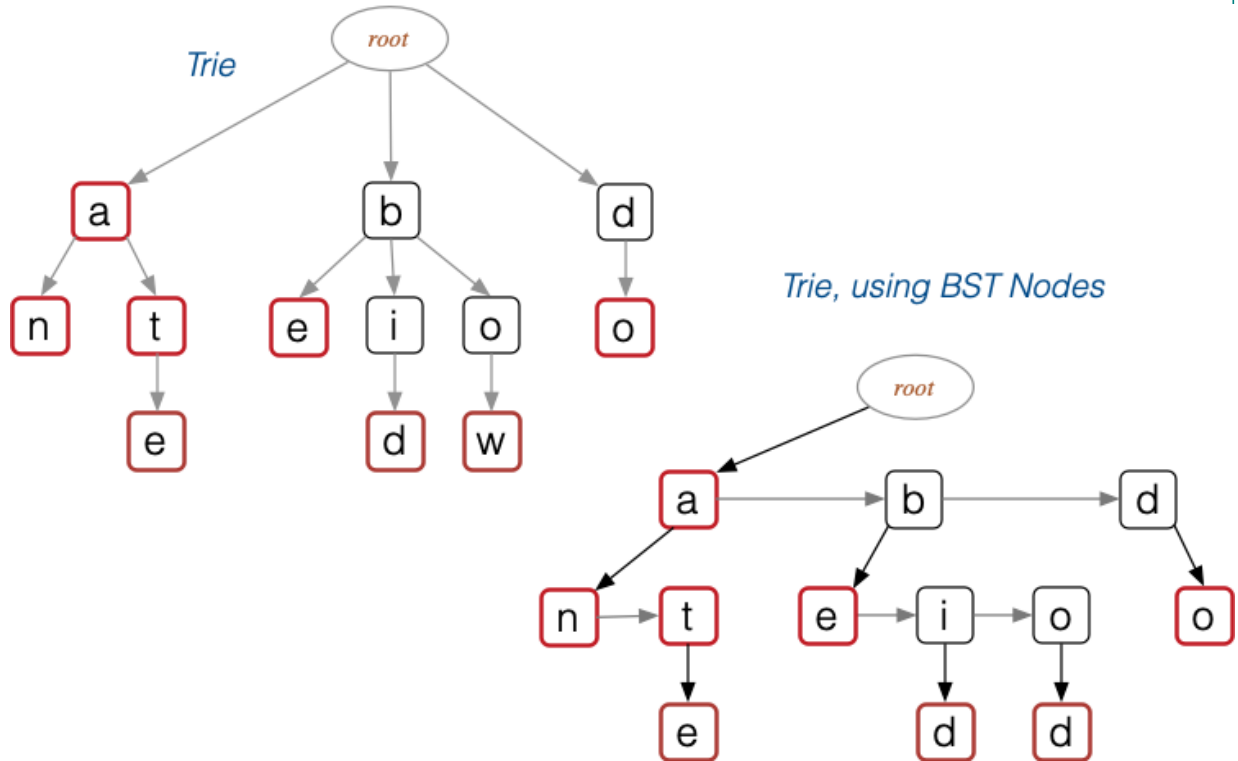 root
Trie
a b d
n t e i o o
e d w
Trie, using BST Nodes
root
a b d
n t e i o o
e d d